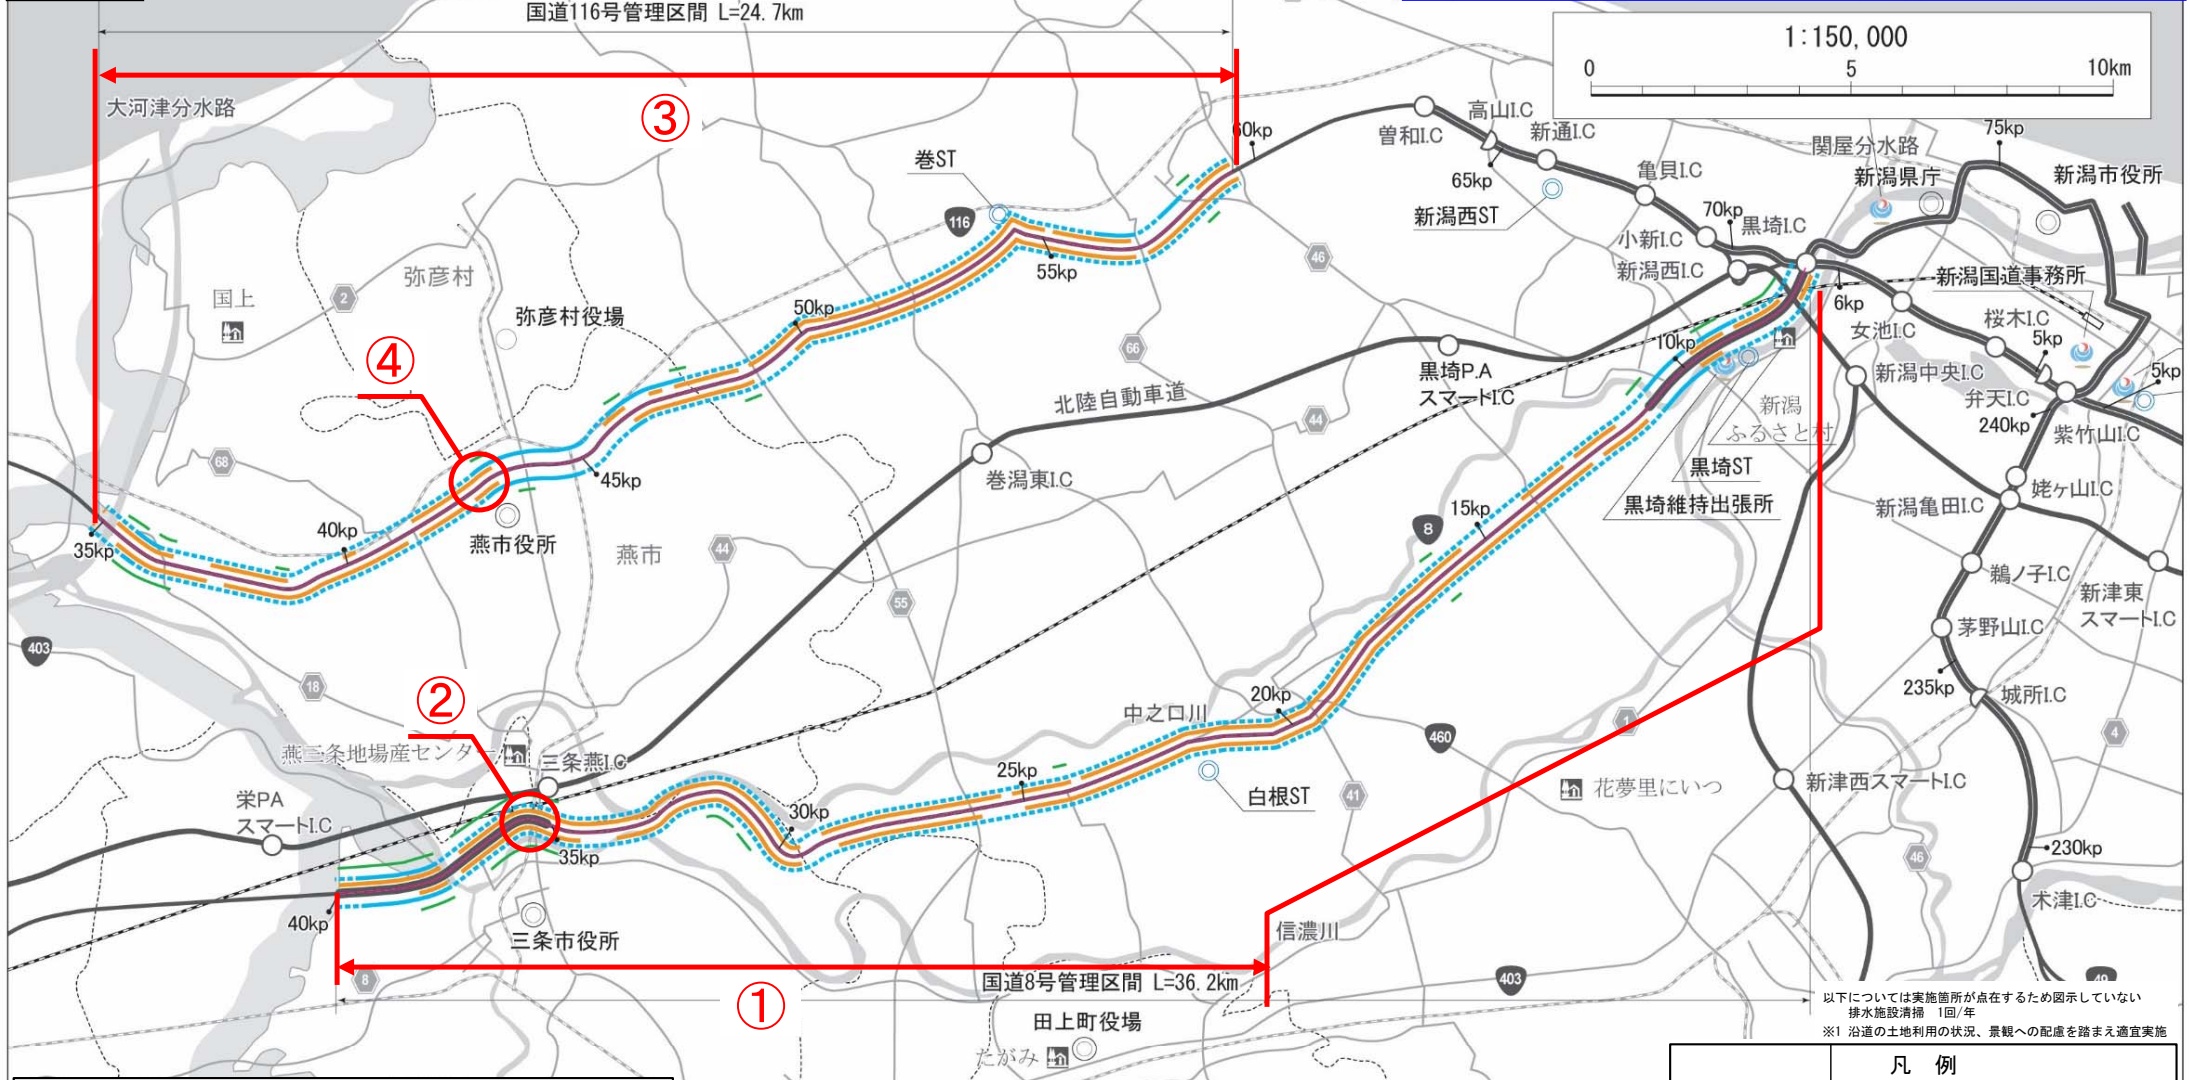 国道116号管理区間 L=24.7km
1:150,000
0 5 10km
大河津分水路
③
60kp
曽和I.C
高山I.C
新通I.C
65kp
巻ST
116
新潟西ST
亀貝I.C
関屋分水路
75kp
新潟県庁
新潟市役所
70kp
黒埼I.C
小新I.C
新潟西I.C
46
55kp
弥彦村
国上
2
弥彦村役場
50kp
新潟国道事務所
6kp
女池I.C
桜木I.C
5kp
66
10kp
④
黒埼P.A
スマートI.C
北陸自動車道
44
新潟中央I.C
弁天I.C
5kp
240kp
紫竹山I.C
新潟
ふるさと村
68
45kp
巻潟東I.C
黒埼ST
黒埼維持出張所
姥ヶ山I.C
新潟亀田I.C
15kp
8
40kp
35kp
燕市役所
燕市
44
鵜ノ子I.C
新津東
スマートI.C
55
茅野山I.C
403
18
235kp
城所I.C
②
20kp
中之口川
460
1
4
燕三条地場産センター
三条燕I.C
25kp
白根ST
41
花夢里にいつ
新津西スマートI.C
栄PA
スマートI.C
30kp
35kp
46
230kp
40kp
三条市役所
信濃川
木津I.C
8
国道8号管理区間 L=36.2km
403
49
①
田上町役場
たがみ
以下については実施箇所が点在するため図示していない
排水施設清掃 1回/年
※1 沿道の土地利用の状況、景観への配慮を踏まえ適宜実施
凡 例